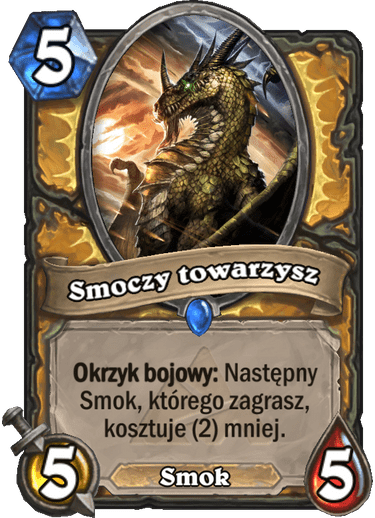 5
Smoczy towarzysz
Okrzyk bojowy: Następny
Smok, którego zagrasz,
kosztuje (2) mniej.
5
Smok
5